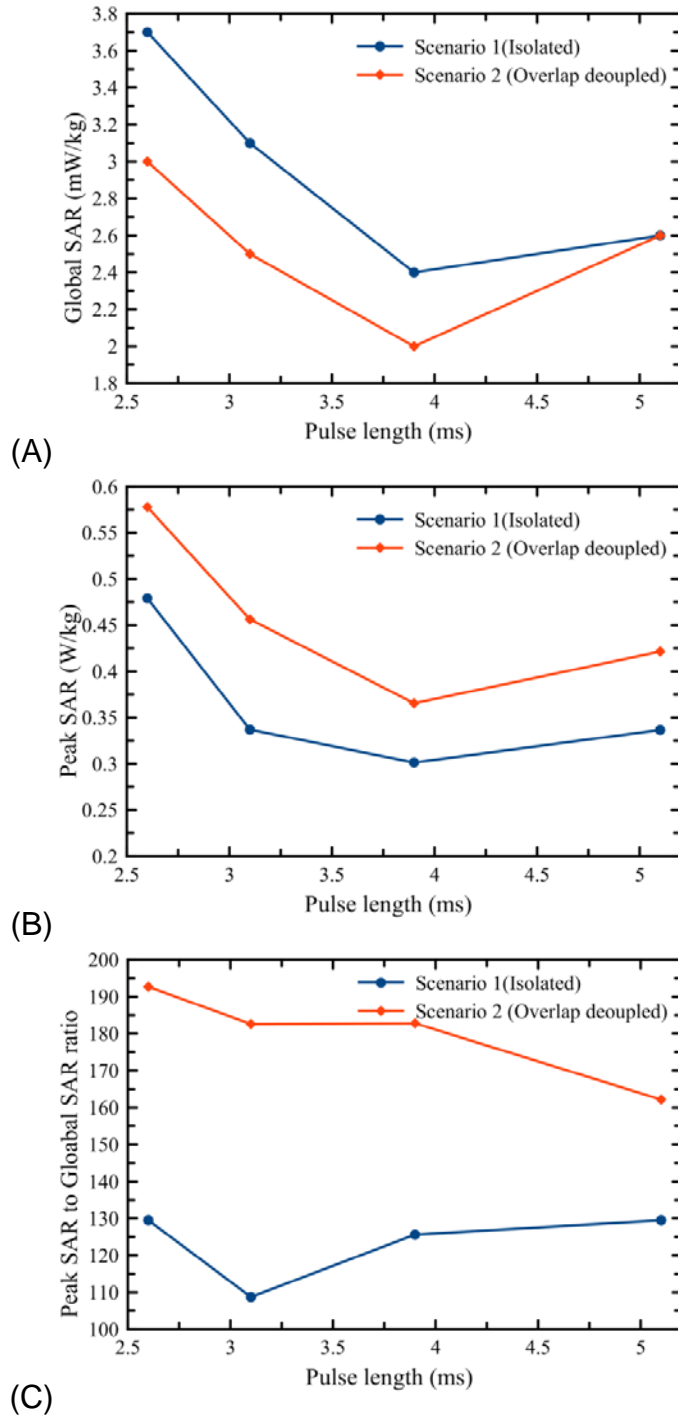 3.8
3.6
3.4
3.2
3
2.8
2.6
2.4
2.2
2
1.8
Global SAR (mW/kg)
Scenario 1(Isolated)
Scenario 2 (Overlap deoupled)
2.5 3 3.5 4 4.5 5
Pulse length (ms)
(A)
0.6
0.55
0.5
0.45
0.4
0.35
0.3
0.25
0.2
Peak SAR (W/kg)
Scenario 1(Isolated)
Scenario 2 (Overlap deoupled)
2.5 3 3.5 4 4.5 5
Pulse length (ms)
(B)
200
190
180
170
160
150
140
130
120
110
100
Peak SAR to Gloabal SAR ratio
Scenario 1(Isolated)
Scenario 2 (Overlap deoupled)
2.5 3 3.5 4 4.5 5
Pulse length (ms)
(C)